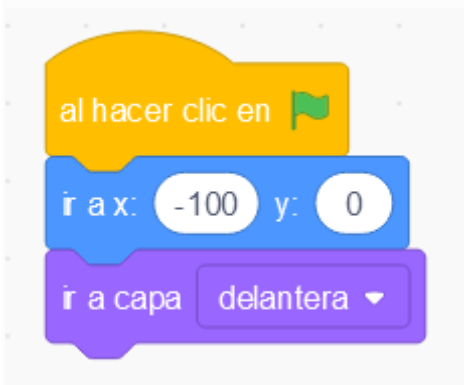 al hacer clic en
ir a x: -100 y: 0
ir a capa delantera